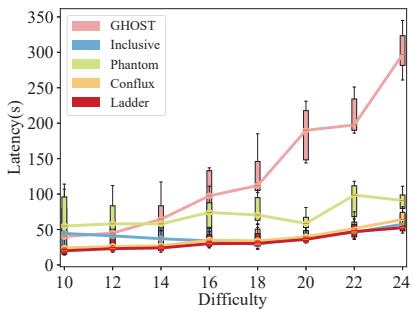 350
300
250
200
150
100
50
0
Latency(s)
GHOST
Inclusive
Phantom
Conflux
Ladder
10 12 14 16 18 20 22 24
Difficulty